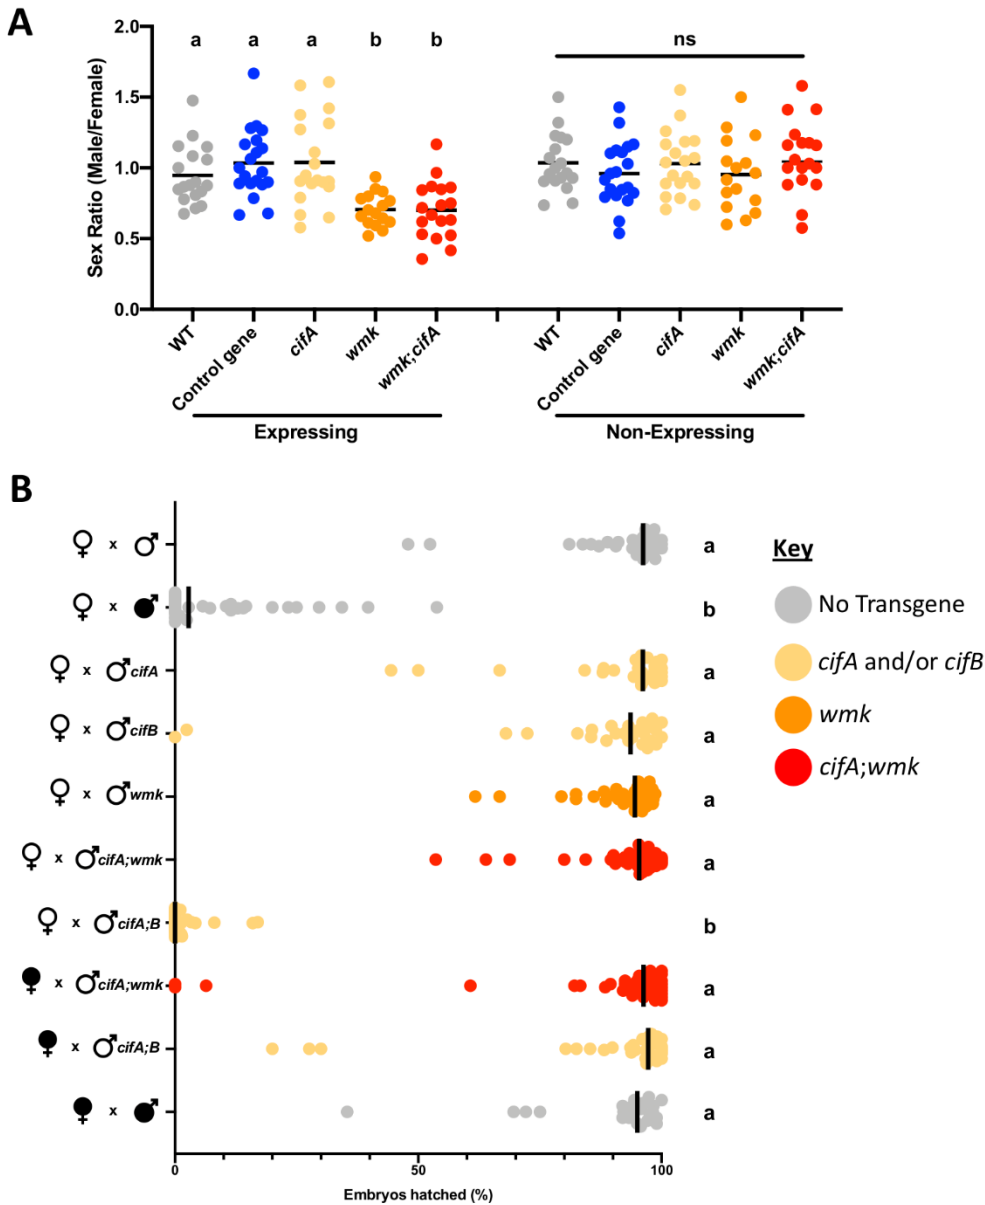 A
Sex Ratio (Male/Female)
2.0
1.5
1.0
0.5
0.0
a a a b b
ns
WT
Control gene
cifA
wmk
wmk;cifA
WT
Control gene
cifA
wmk
wmk;cifA
Expressing
Non-Expressing
B
♀ x ♂ a
♀ x ♂ b
♀ x ♂ cifA a
♀ x ♂ cifB a
♀ x ♂ wmk a
♀ x ♂ cifA;wmk a
♀ x ♂ cifA;B b
♀ x ♂ cifA;wmk a
♀ x ♂ cifA;B a
♀ x ♂ a
0 50 100
Embryos hatched (%)
Key
No Transgene
cifA and/or cifB
wmk
cifA;wmk